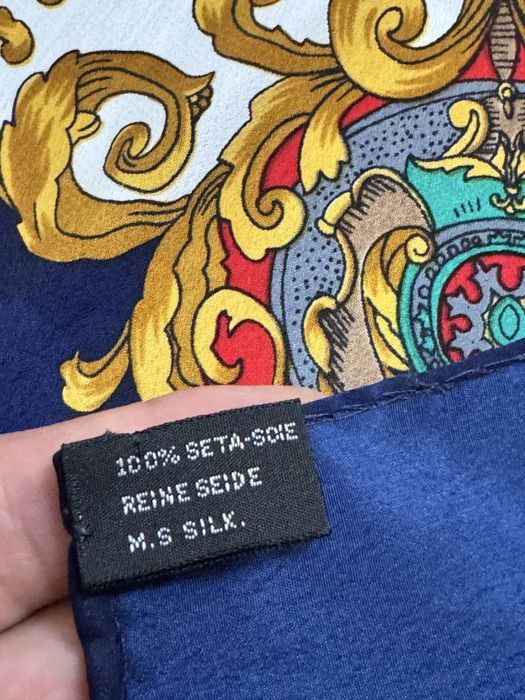 100% SETA-SOIE
REINE SEIDE
M.S SILK.